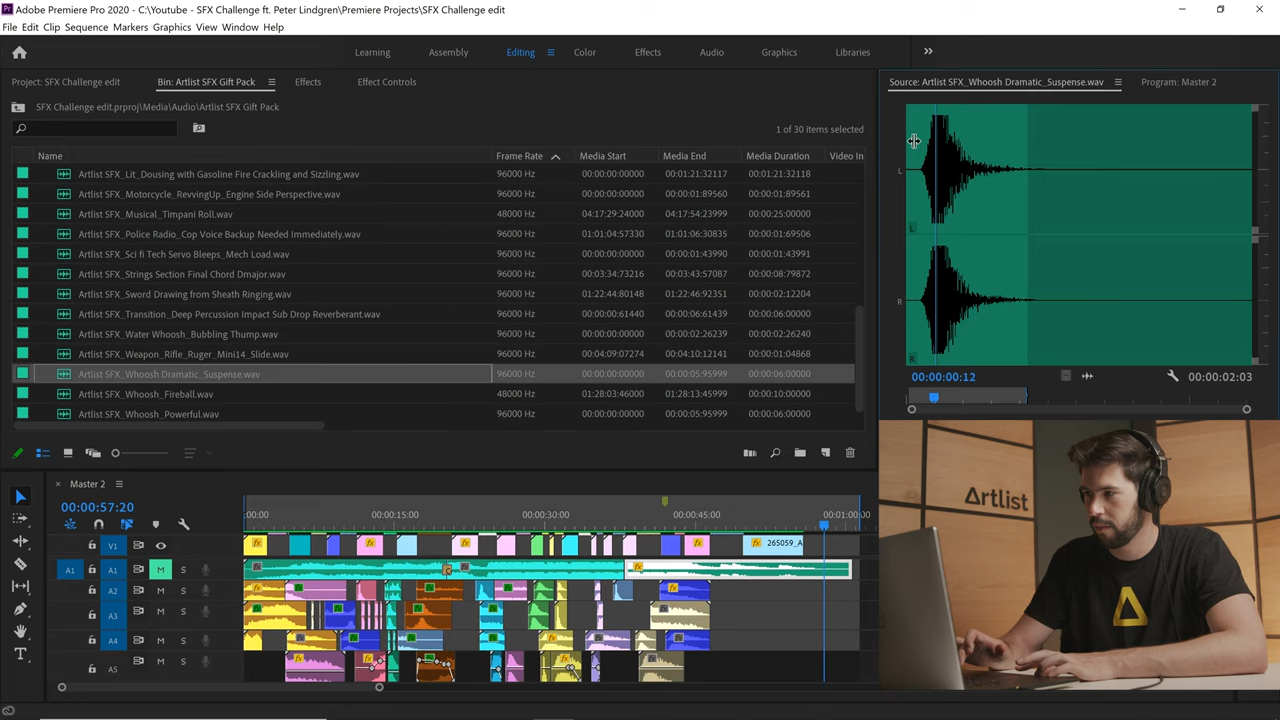 Pr Adobe Premiere Pro 2020 - C:\Youtube - SFX Challenge ft. Peter Lindgren\Premiere Projects\SFX Challenge edit
File Edit Clip Sequence Markers Graphics View Window Help
Learning Assembly Editing Color Effects Audio Graphics Libraries
Project: SFX Challenge edit Bin: Artlist SFX Gift Pack Effects Effect Controls
Source: Artlist SFX_Whoosh Dramatic_Suspense.wav Program: Master 2
SFX Challenge edit.prproj\Media\Audio\Artlist SFX Gift Pack
1 of 30 items selected
Name Frame Rate Media Start Media End Media Duration Video In
Artlist SFX_Lit_Dousing with Gasoline Fire Crackling and Sizzling.wav 96000 Hz 00:00:00:00000 00:01:21:32117 00:01:21:32118
Artlist SFX_Motorcycle_RevvingUp_Engine Side Perspective.wav 96000 Hz 00:00:00:00000 00:00:01:89560 00:00:01:89561
Artlist SFX_Musical_Timpani Roll.wav 48000 Hz 04:17:29:24000 04:17:54:23999 00:00:25:00000
Artlist SFX_Police Radio_Cop Voice Backup Needed Immediately.wav 96000 Hz 01:01:04:57330 01:01:06:30835 00:00:01:69506
Artlist SFX_Sci fi Tech Servo Bleeps_Mech Load.wav 96000 Hz 00:00:00:00000 00:00:01:43990 00:00:01:43991
Artlist SFX_Strings Section Final Chord Dmajor.wav 96000 Hz 00:03:34:73216 00:03:43:57087 00:00:08:79872
Artlist SFX_Sword Drawing from Sheath Ringing.wav 96000 Hz 01:22:44:80148 01:22:46:92351 00:00:02:12204
Artlist SFX_Transition_Deep Percussion Impact Sub Drop Reverberant.wav 96000 Hz 00:00:00:61440 00:00:06:61439 00:00:06:00000
Artlist SFX_Water Whoosh_Bubbling Thump.wav 96000 Hz 00:00:00:00000 00:00:02:26239 00:00:02:26240
Artlist SFX_Weapon_Rifle_Ruger_Mini14_Slide.wav 96000 Hz 00:04:09:07274 00:04:10:12141 00:00:01:04868
Artlist SFX_Whoosh Dramatic_Suspense.wav 96000 Hz 00:00:00:00000 00:00:05:95999 00:00:06:00000
Artlist SFX_Whoosh_Fireball.wav 48000 Hz 01:28:03:46000 01:28:13:45999 00:00:10:00000
Artlist SFX_Whoosh_Powerful.wav 96000 Hz 00:00:00:00000 00:00:05:95999 00:00:06:00000
L
L
R
R
00:00:00:12 00:00:02:03
Master 2
00:00:57:20
:00:00 00:00:15:00 00:00:30:00 00:00:45:00 00:01:00:00
V1 fx fx fx fx fx fx 265059_A
A1 A1 M S fx fx
A2 M S
A3 M S
A4 M S
A5 M S
T
Artlist